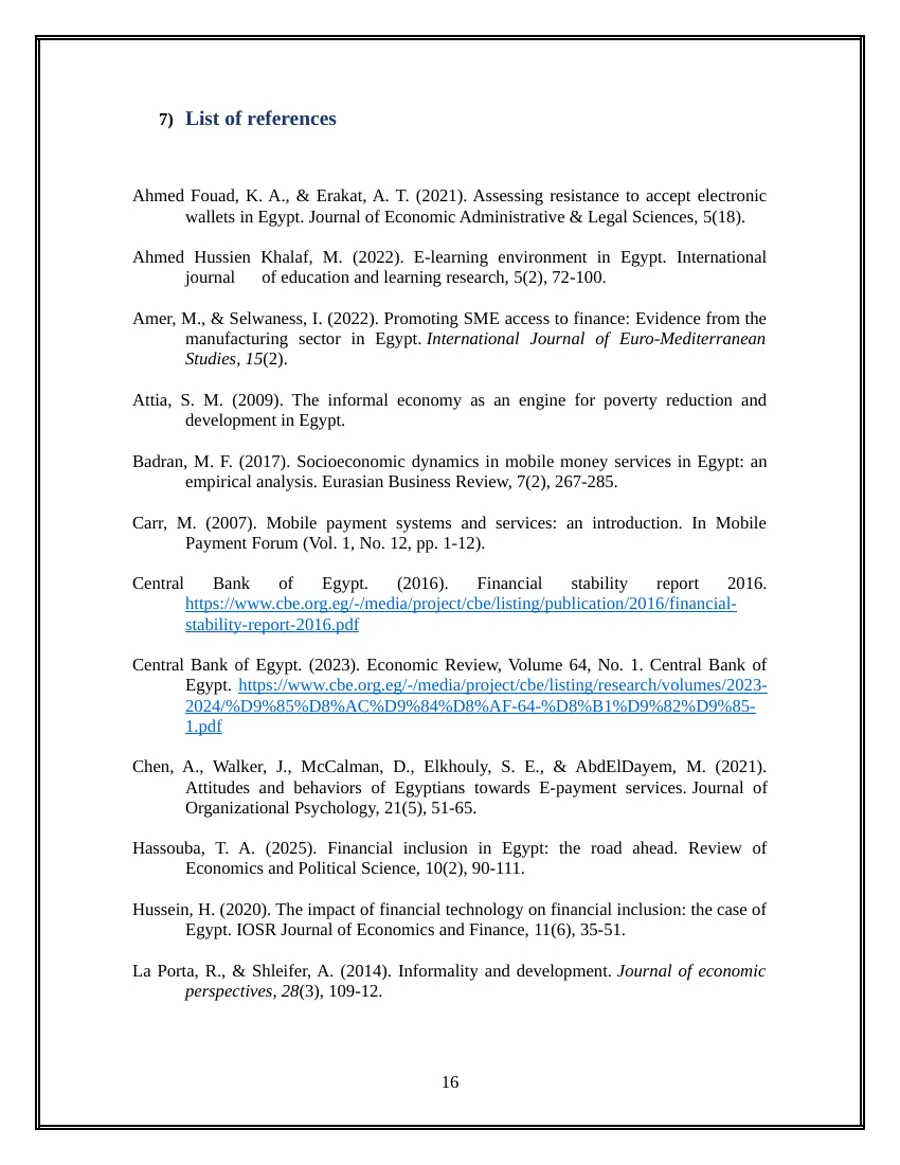 7) List of references
Ahmed Fouad, K. A., & Erakat, A. T. (2021). Assessing resistance to accept electronic
wallets in Egypt. Journal of Economic Administrative & Legal Sciences, 5(18).
Ahmed Hussien Khalaf, M. (2022). E-learning environment in Egypt. International
journal of education and learning research, 5(2), 72-100.
Amer, M., & Selwaness, I. (2022). Promoting SME access to finance: Evidence from the
manufacturing sector in Egypt. International Journal of Euro-Mediterranean
Studies, 15(2).
Attia, S. M. (2009). The informal economy as an engine for poverty reduction and
development in Egypt.
Badran, M. F. (2017). Socioeconomic dynamics in mobile money services in Egypt: an
empirical analysis. Eurasian Business Review, 7(2), 267-285.
Carr, M. (2007). Mobile payment systems and services: an introduction. In Mobile
Payment Forum (Vol. 1, No. 12, pp. 1-12).
Central Bank of Egypt. (2016). Financial stability report 2016.
https://www.cbe.org.eg/-/media/project/cbe/listing/publication/2016/financial-
stability-report-2016.pdf
Central Bank of Egypt. (2023). Economic Review, Volume 64, No. 1. Central Bank of
Egypt. https://www.cbe.org.eg/-/media/project/cbe/listing/research/volumes/2023-
2024/%D9%85%D8%AC%D9%84%D8%AF-64-%D8%B1%D9%82%D9%85-
1.pdf
Chen, A., Walker, J., McCalman, D., Elkhouly, S. E., & AbdElDayem, M. (2021).
Attitudes and behaviors of Egyptians towards E-payment services. Journal of
Organizational Psychology, 21(5), 51-65.
Hassouba, T. A. (2025). Financial inclusion in Egypt: the road ahead. Review of
Economics and Political Science, 10(2), 90-111.
Hussein, H. (2020). The impact of financial technology on financial inclusion: the case of
Egypt. IOSR Journal of Economics and Finance, 11(6), 35-51.
La Porta, R., & Shleifer, A. (2014). Informality and development. Journal of economic
perspectives, 28(3), 109-12.
16